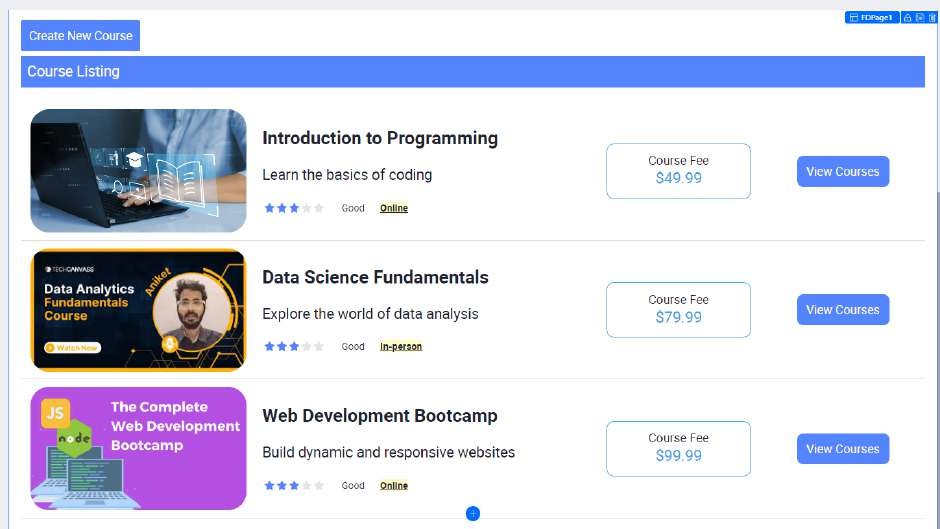 FDPage1
Create New Course
Course Listing
Introduction to Programming
Learn the basics of coding
Good
Online
Course Fee
$49.99
View Courses
TECHCANVASS
Data Analytics
Fundamentals
Course
Aniket
Watch Now
Data Science Fundamentals
Explore the world of data analysis
Good
In-person
Course Fee
$79.99
View Courses
JS
node
The Complete
Web Development
Bootcamp
Web Development Bootcamp
Build dynamic and responsive websites
Good
Online
Course Fee
$99.99
View Courses